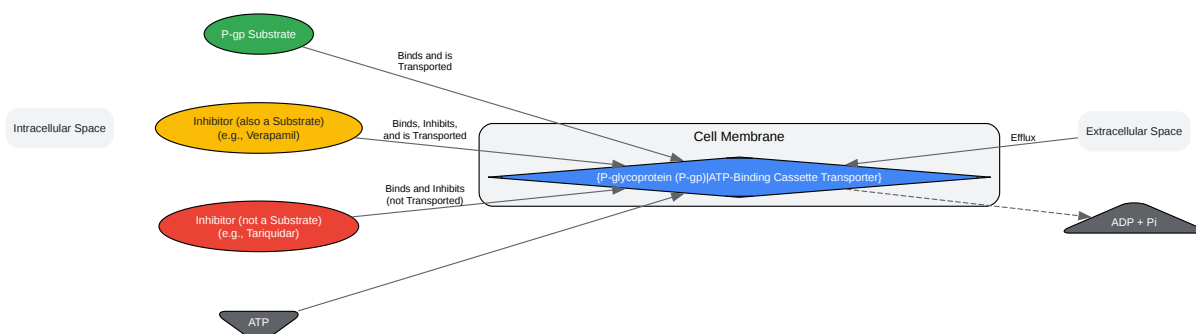 P-gp Substrate
Binds and is
Transported
Intracellular Space
Inhibitor (also a Substrate)
(e.g., Verapamil)
Binds, Inhibits,
and is Transported
Cell Membrane
Efflux
Extracellular Space
{P-glycoprotein (P-gp)|ATP-Binding Cassette Transporter}
Binds and Inhibits
(not Transported)
Inhibitor (not a Substrate)
(e.g., Tariquidar)
ADP + Pi
ATP